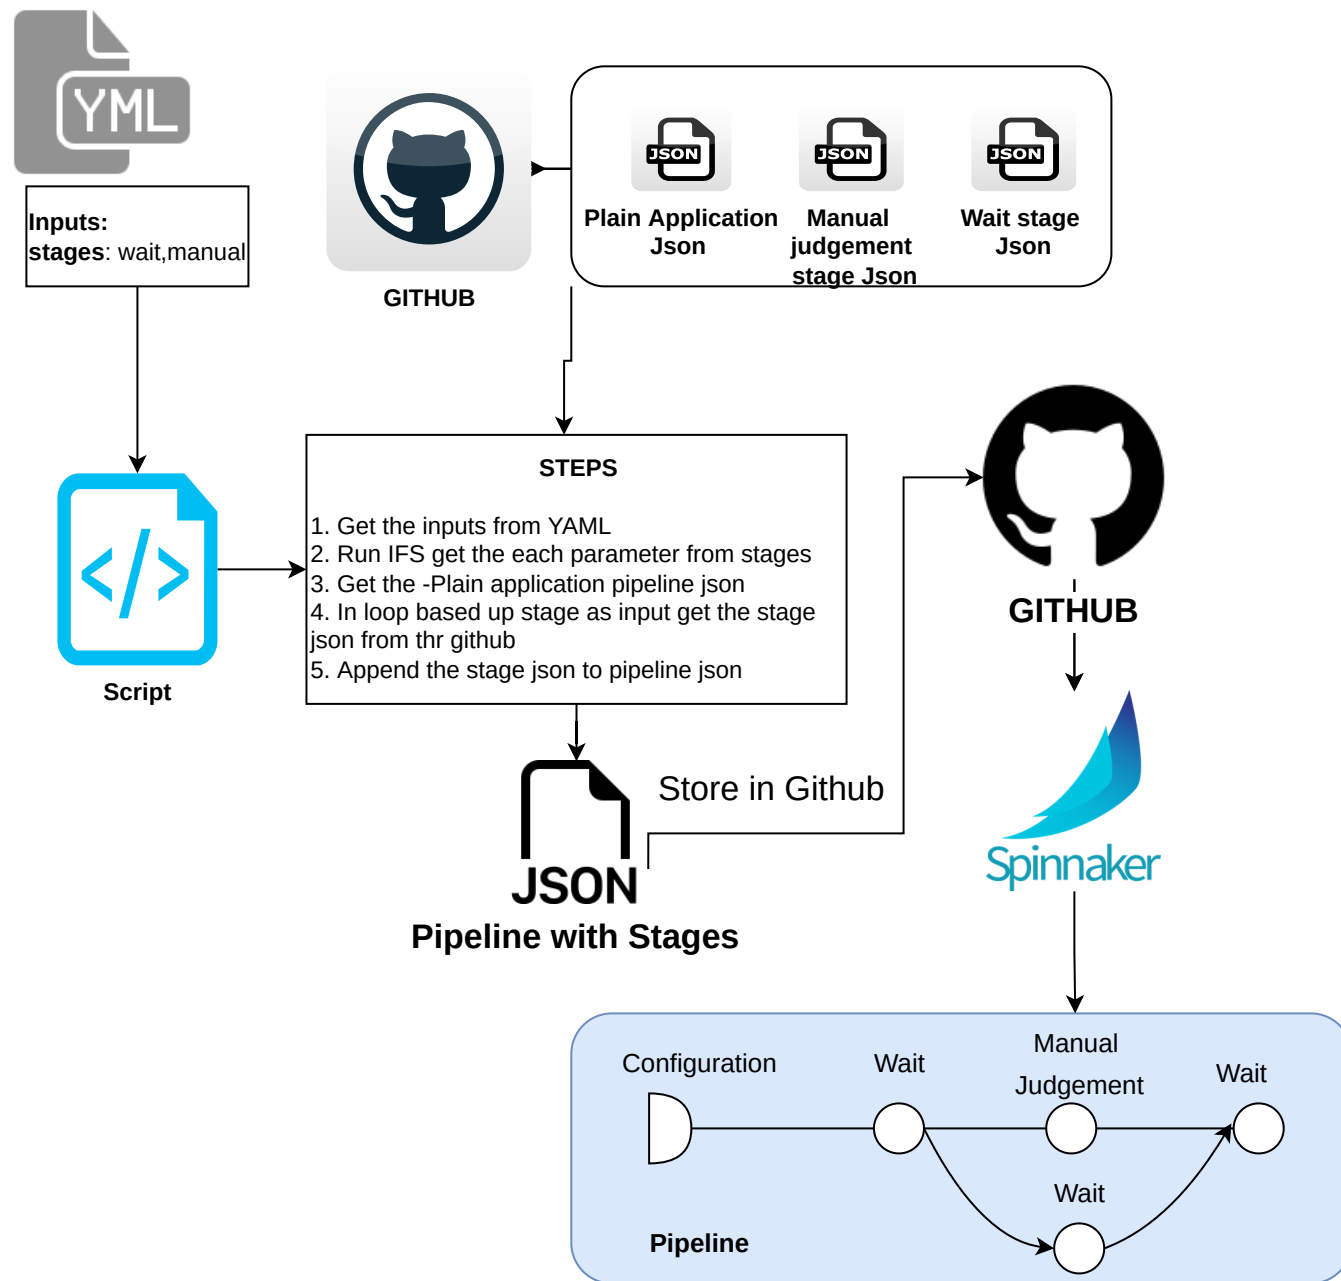 YML
Inputs:
stages: wait,manual
GITHUB
JSON
JSON
JSON
Plain Application
Json
Manual
judgement
stage Json
Wait stage
Json
Script
STEPS
1. Get the inputs from YAML
2. Run IFS get the each parameter from stages
3. Get the -Plain application pipeline json
4. In loop based up stage as input get the stage
json from thr github
5. Append the stage json to pipeline json
GITHUB
Store in Github
JSON
Pipeline with Stages
Spinnaker
Configuration
Wait
Manual
Judgement
Wait
Wait
Pipeline